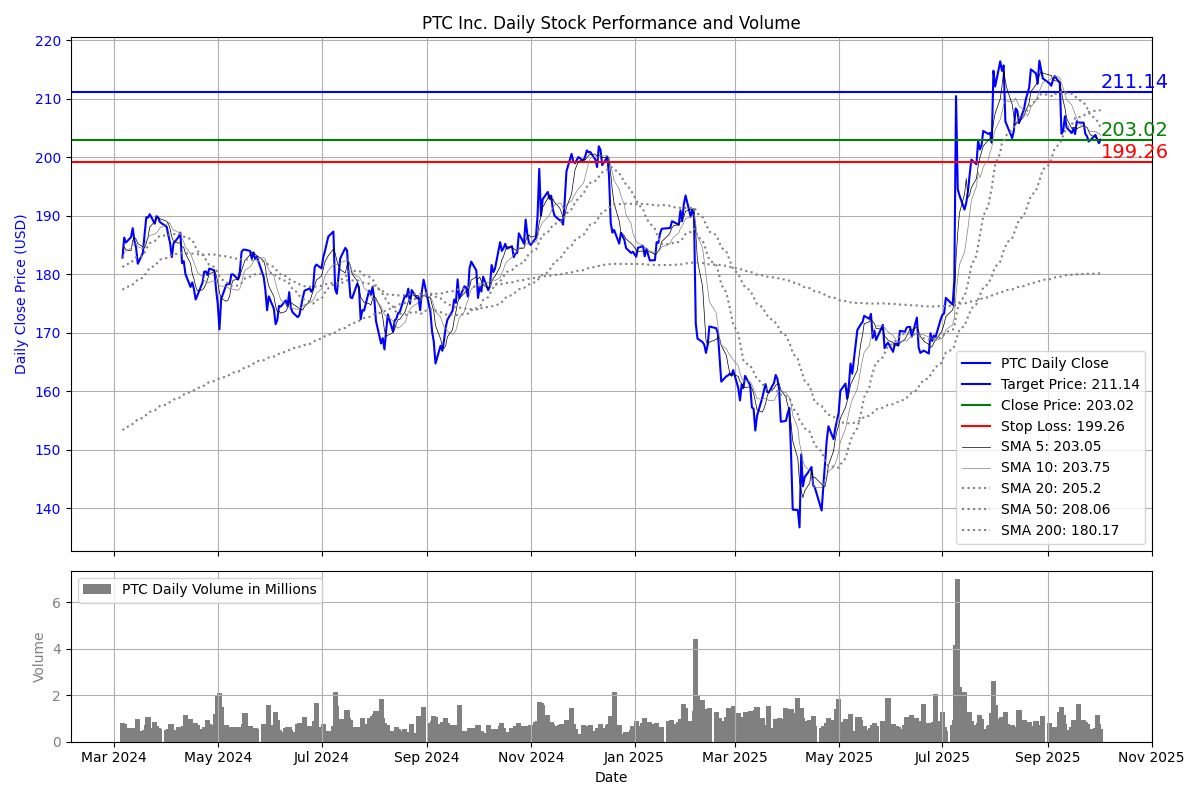 PTC Inc. Daily Stock Performance and Volume
220
210
200
190
180
170
160
150
140
Daily Close Price (USD)
211.14
203.02
199.26
PTC Daily Close
Target Price: 211.14
Close Price: 203.02
Stop Loss: 199.26
SMA 5: 203.05
SMA 10: 203.75
SMA 20: 205.2
SMA 50: 208.06
SMA 200: 180.17
PTC Daily Volume in Millions
6
4
2
0
Volume
Mar 2024 May 2024 Jul 2024 Sep 2024 Nov 2024 Jan 2025 Mar 2025 May 2025 Jul 2025 Sep 2025 Nov 2025
Date